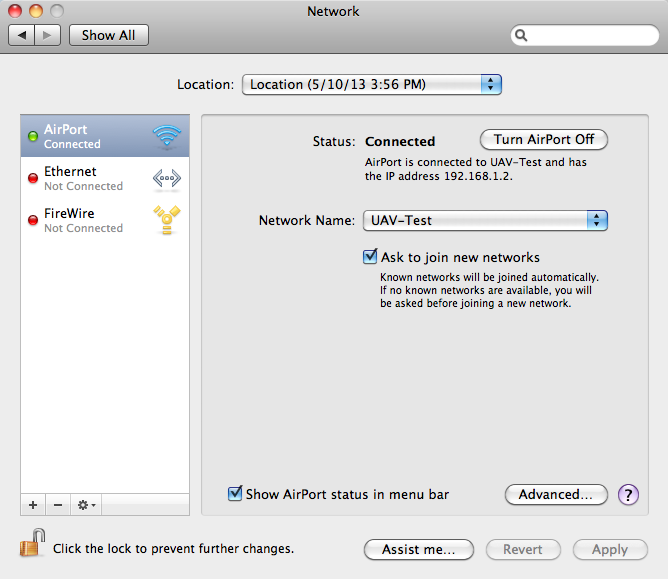 Network
Show All
Location: Location (5/10/13 3:56 PM)
AirPort
Connected
Ethernet
Not Connected
FireWire
Not Connected
Status: Connected Turn AirPort Off
AirPort is connected to UAV-Test and has
the IP address 192.168.1.2.
Network Name: UAV-Test
Ask to join new networks
Known networks will be joined automatically.
If no known networks are available, you will
be asked before joining a new network.
Show AirPort status in menu bar Advanced... ?
Click the lock to prevent further changes. Assist me... Revert Apply